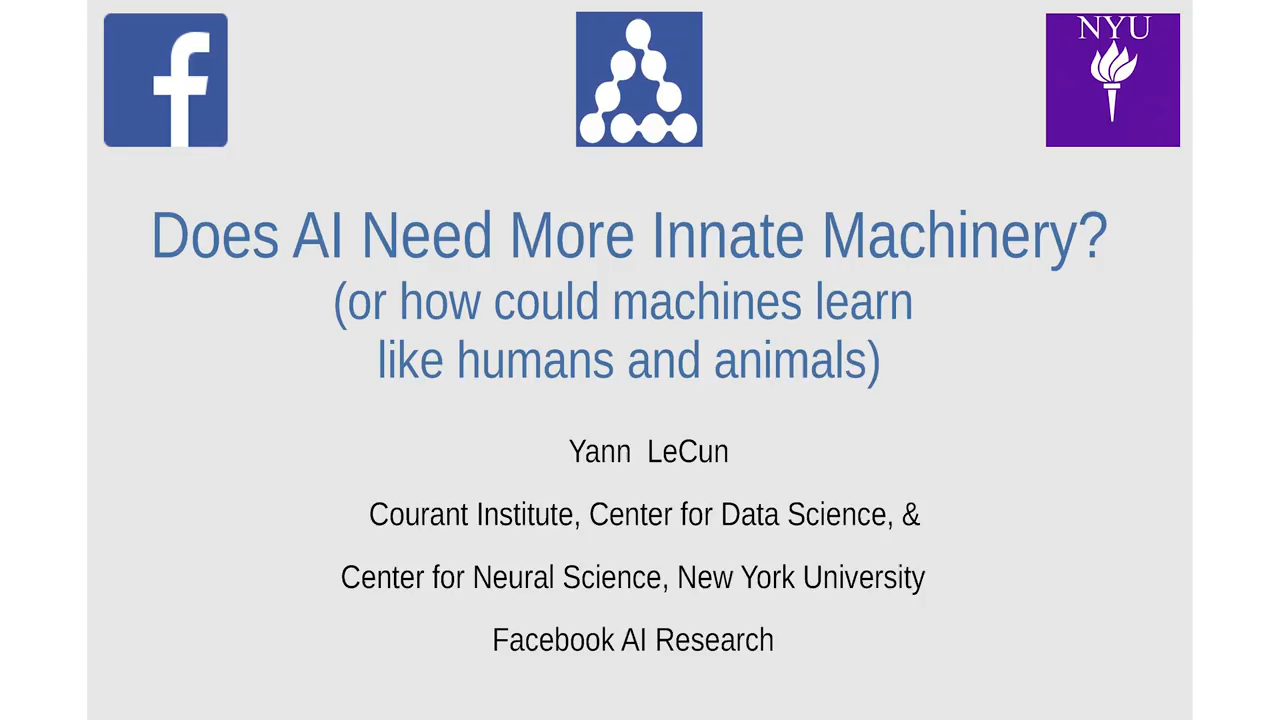 NYU
Does AI Need More Innate Machinery?
(or how could machines learn
like humans and animals)
Yann LeCun
Courant Institute, Center for Data Science, &
Center for Neural Science, New York University
Facebook AI Research